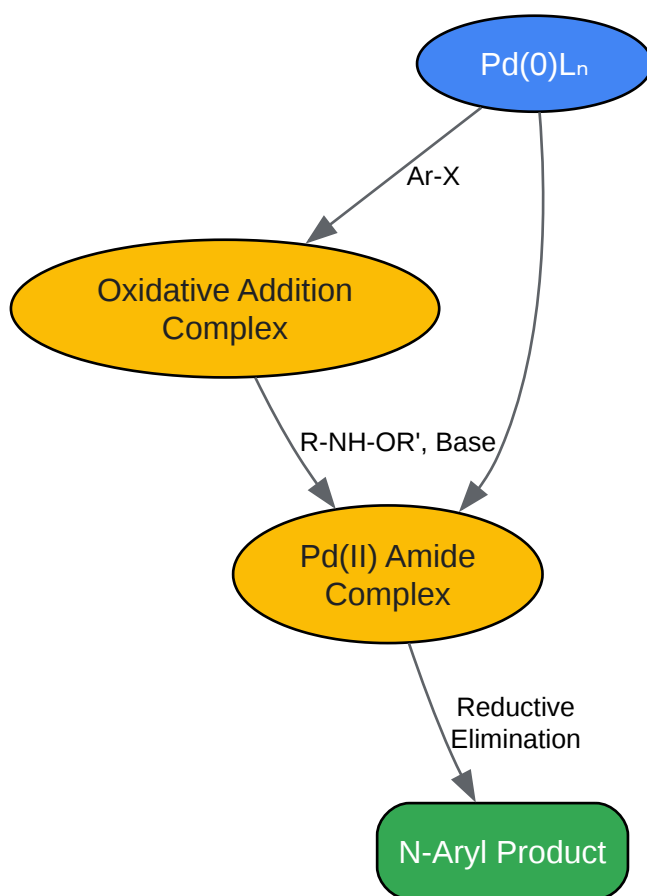 Pd(0)Lₙ
Ar-X
Oxidative Addition
Complex
R-NH-OR', Base
Pd(II) Amide
Complex
Reductive
Elimination
N-Aryl Product